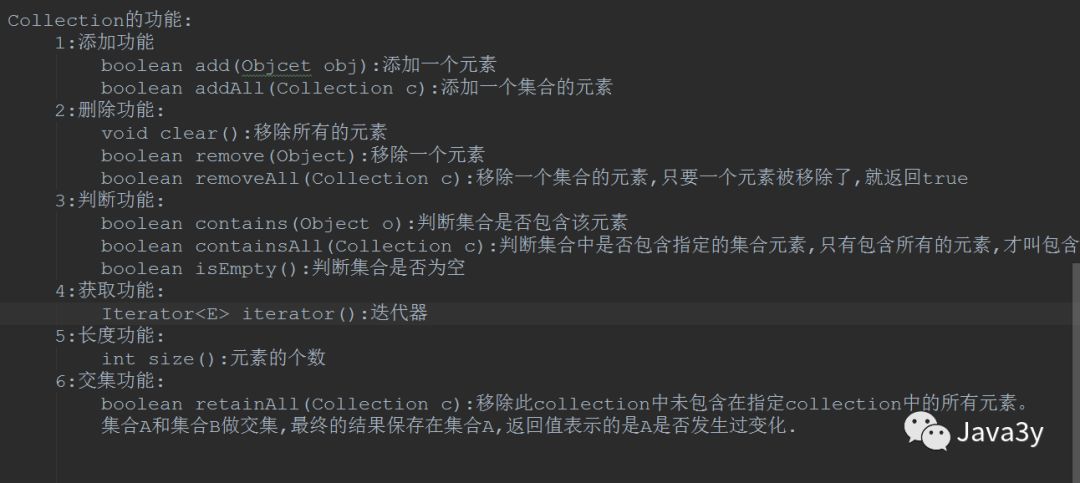 Collection的功能:
1:添加功能
boolean add(Objcet obj):添加一个元素
boolean addAll(Collection c):添加一个集合的元素
2:删除功能:
void clear():移除所有的元素
boolean remove(Object):移除一个元素
boolean removeAll(Collection c):移除一个集合的元素,只要一个元素被移除了,就返回true
3:判断功能:
boolean contains(Object o):判断集合是否包含该元素
boolean containsAll(Collection c):判断集合中是否包含指定的集合元素,只有包含所有的元素,才叫包含
boolean isEmpty():判断集合是否为空
4:获取功能:
Iterator<E> iterator():迭代器
5:长度功能:
int size():元素的个数
6:交集功能:
boolean retainAll(Collection c):移除此collection中未包含在指定collection中的所有元素。
集合A和集合B做交集,最终的结果保存在集合A,返回值表示的是A是否发生过变化.
Java3y